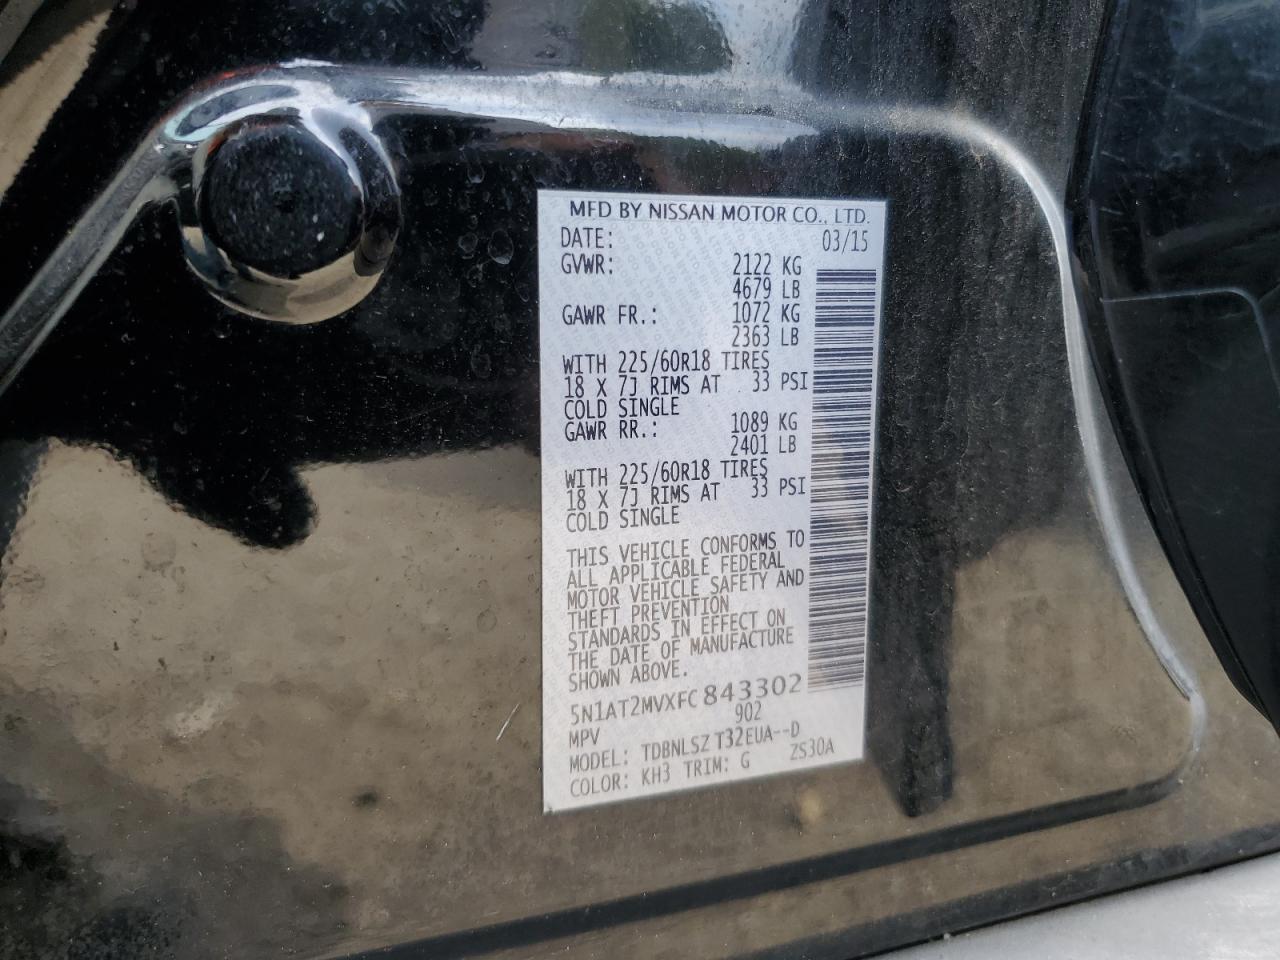 MFD BY NISSAN MOTOR CO., LTD.
DATE: 03/15
GVWR: 2122 KG
4679 LB
GAWR FR.: 1072 KG
2363 LB
WITH 225/60R18 TIRES
18 X 7J RIMS AT 33 PSI
COLD SINGLE
GAWR RR.: 1089 KG
2401 LB
WITH 225/60R18 TIRES
18 X 7J RIMS AT 33 PSI
COLD SINGLE
THIS VEHICLE CONFORMS TO
ALL APPLICABLE FEDERAL
MOTOR VEHICLE SAFETY AND
THEFT PREVENTION
STANDARDS IN EFFECT ON
THE DATE OF MANUFACTURE
SHOWN ABOVE.
5N1AT2MVXFC843302
902
MPV
MODEL: TDBNLSZ T32EUA--D
COLOR: KH3 TRIM: G ZS30A